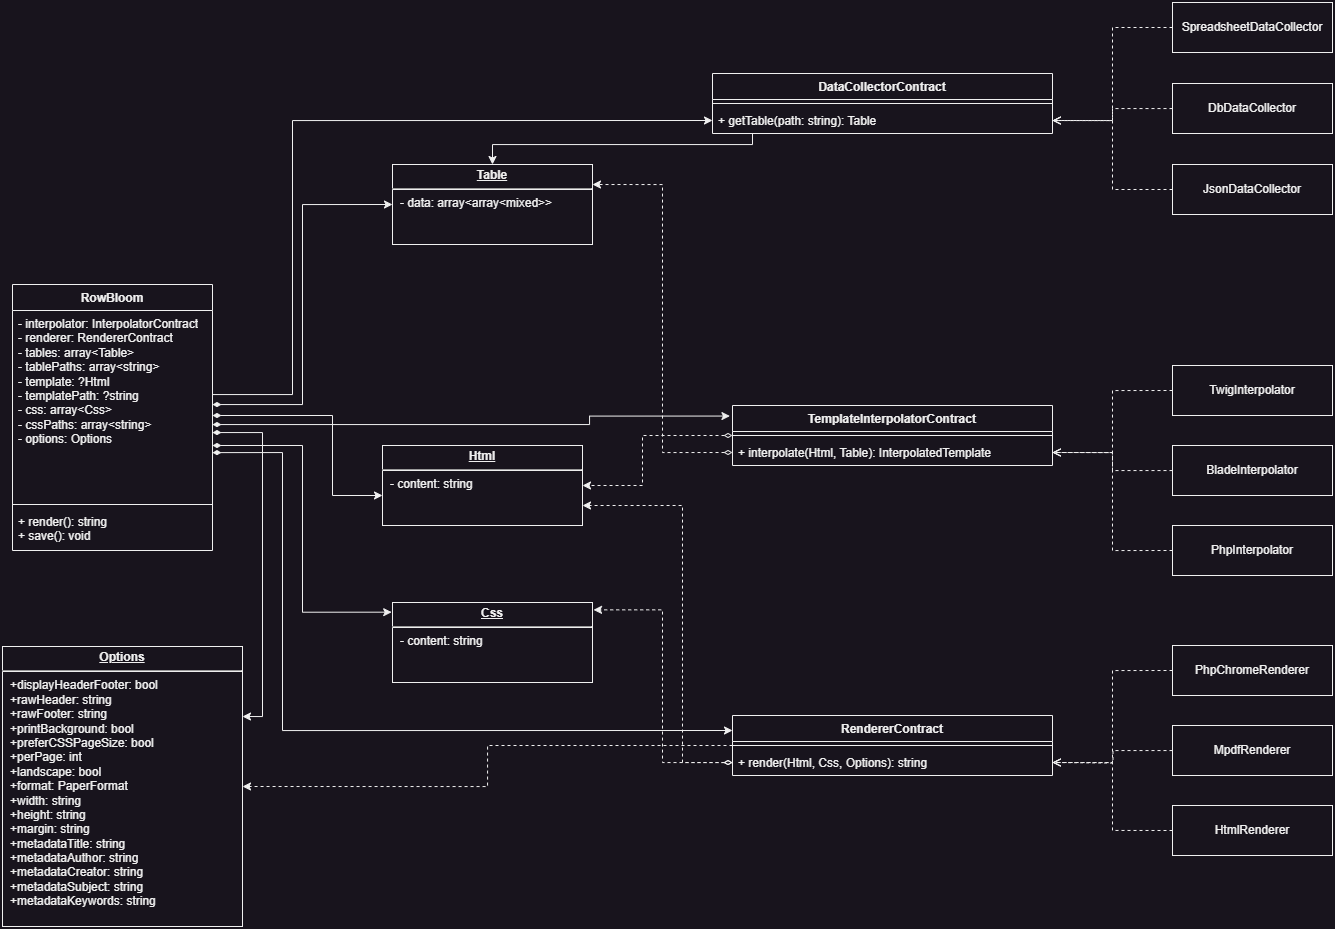 SpreadsheetDataCollector
DataCollectorContract
+ getTable(path: string): Table
DbDataCollector
JsonDataCollector
Table
- data: array<array<mixed>>
RowBloom
- interpolator: InterpolatorContract
- renderer: RendererContract
- tables: array<Table>
- tablePaths: array<string>
- template: ?Html
- templatePath: ?string
- css: array<Css>
- cssPaths: array<string>
- options: Options
+ render(): string
+ save(): void
TwigInterpolator
TemplateInterpolatorContract
+ interpolate(Html, Table): InterpolatedTemplate
BladeInterpolator
PhpInterpolator
Html
- content: string
Css
- content: string
Options
+displayHeaderFooter: bool
+rawHeader: string
+rawFooter: string
+printBackground: bool
+preferCSSPageSize: bool
+perPage: int
+landscape: bool
+format: PaperFormat
+width: string
+height: string
+margin: string
+metadataTitle: string
+metadataAuthor: string
+metadataCreator: string
+metadataSubject: string
+metadataKeywords: string
PhpChromeRenderer
RendererContract
+ render(Html, Css, Options): string
MpdfRenderer
HtmlRenderer